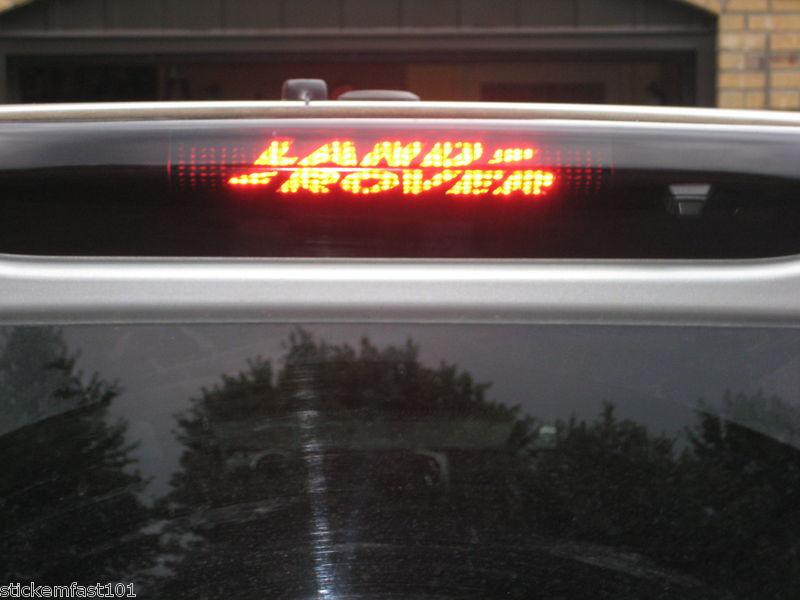 LAND-
-ROVER
stickemfast101